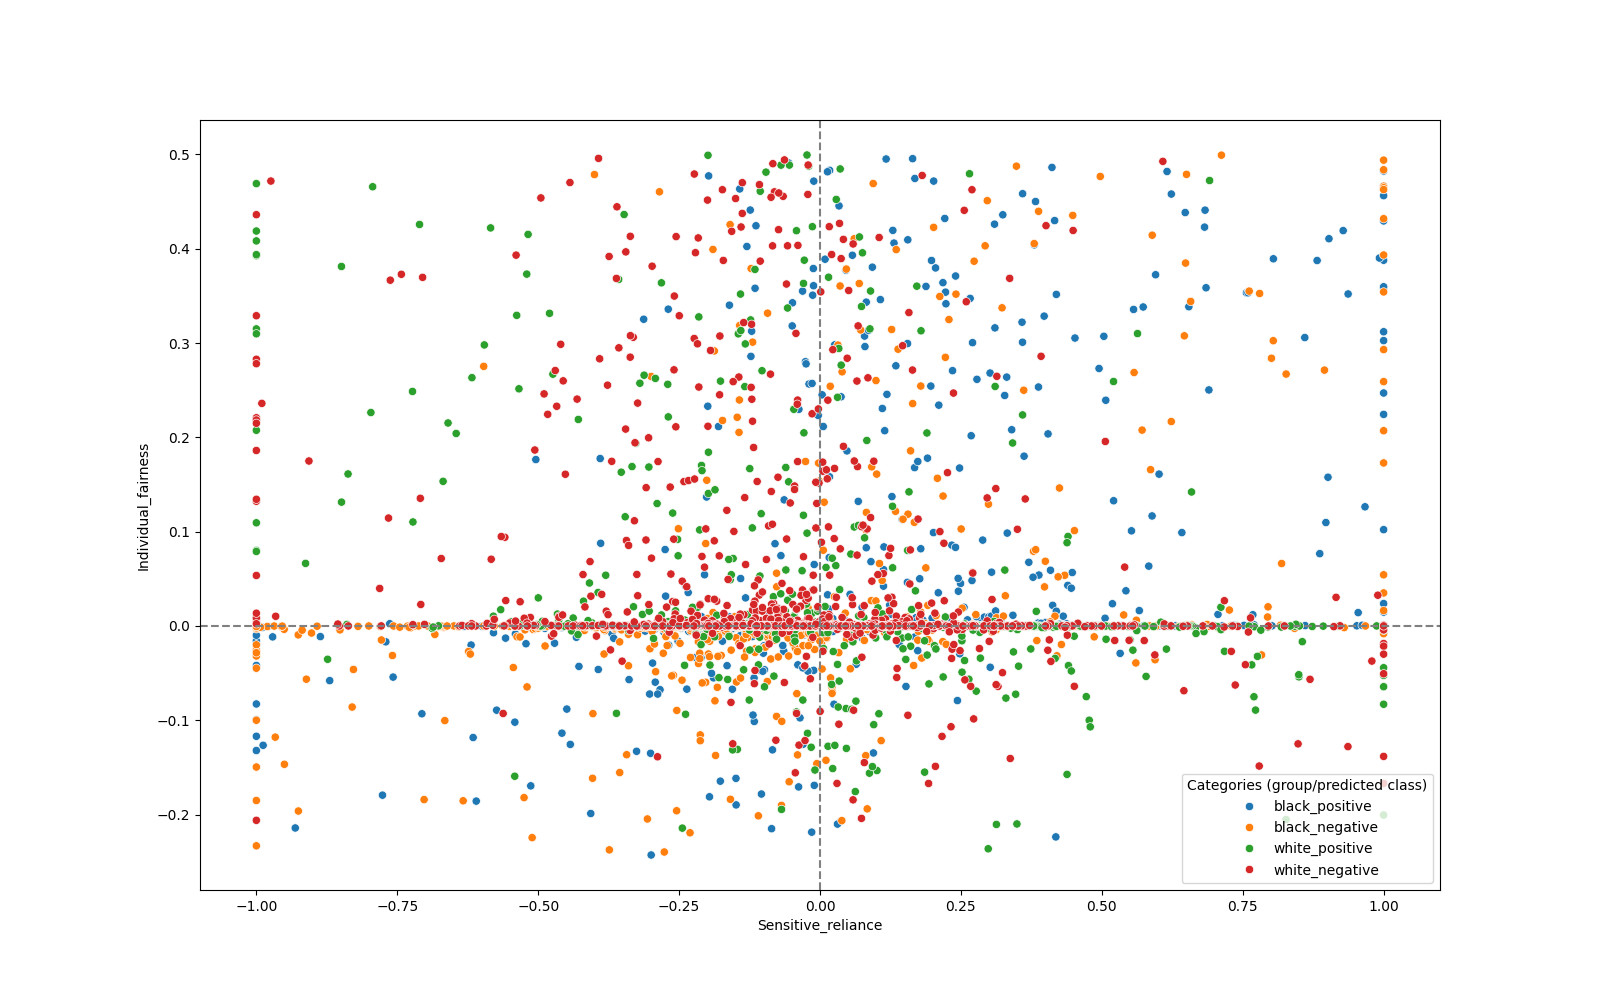 0.5
0.4
0.3
0.2
0.1
0.0
−0.1
−0.2
Individual_fairness
−1.00 −0.75 −0.50 −0.25 0.00 0.25 0.50 0.75 1.00
Sensitive_reliance
Categories (group/predicted class)
black_positive
black_negative
white_positive
white_negative